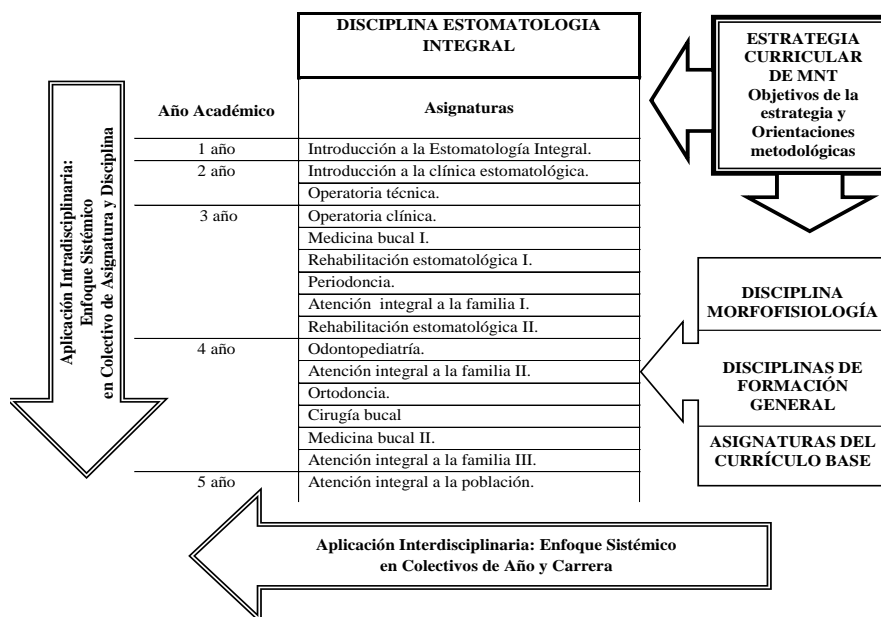 DISCIPLINA ESTOMATOLOGIA
INTEGRAL
ESTRATEGIA
CURRICULAR
DE MNT
Objetivos de la
estrategia y
Orientaciones
metodológicas
Aplicación Intradisciplinaria:
Enfoque Sistémico
en Colectivo de Asignatura y Disciplina
Año Académico
Asignaturas
1 año
Introducción a la Estomatología Integral.
2 año
Introducción a la clínica estomatológica.
Operatoria técnica.
3 año
Operatoria clínica.
Medicina bucal I.
Rehabilitación estomatológica I.
Periodoncia.
Atención  integral a la familia I.
Rehabilitación estomatológica II.
4 año
Odontopediatría.
Atención integral a la familia II.
Ortodoncia.
Cirugía bucal
Medicina bucal II.
Atención integral a la familia III.
5 año
Atención integral a la población.
DISCIPLINA
MORFOFISIOLOGÍA
DISCIPLINAS DE
FORMACIÓN
GENERAL
ASIGNATURAS DEL
CURRÍCULO BASE
Aplicación Interdisciplinaria: Enfoque Sistémico
en Colectivos de Año y Carrera